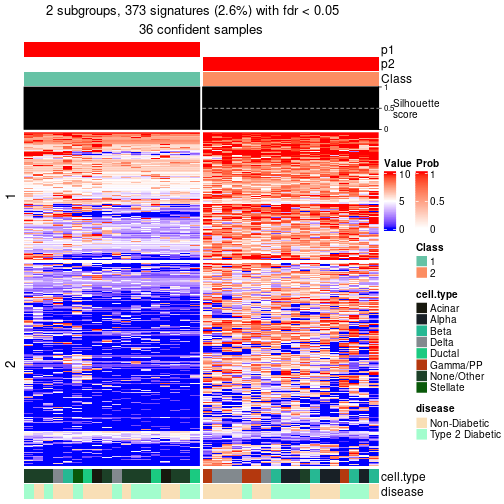 2 subgroups, 373 signatures (2.6%) with fdr < 0.05
36 confident samples
p1
p2
Class
1
0.5
0
Silhouette
score
1
2
Value
10
5
0
Prob
1
0.5
0
Class
1
2
cell.type
Acinar
Alpha
Beta
Delta
Ductal
Gamma/PP
None/Other
Stellate
disease
Non-Diabetic
Type 2 Diabetic
cell.type
disease